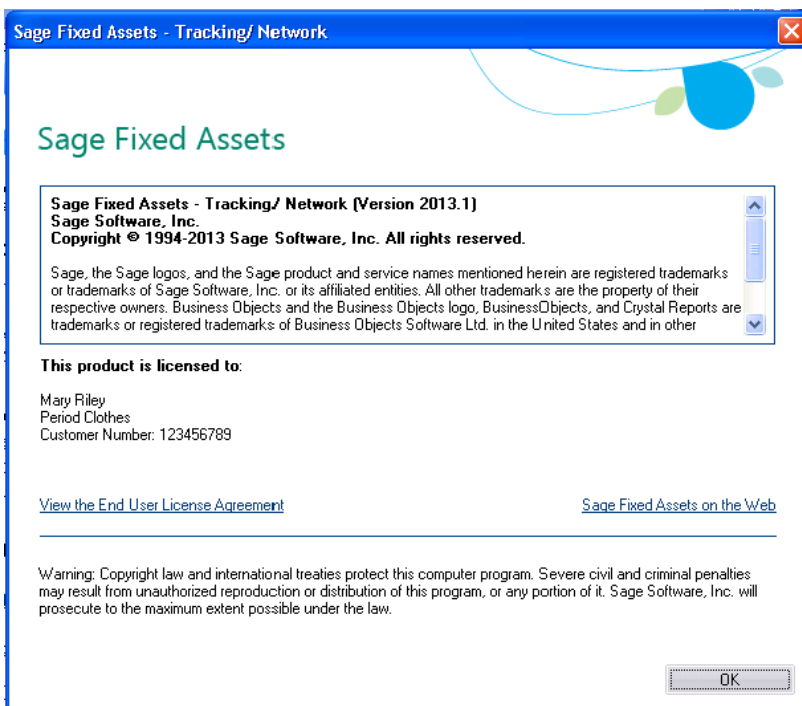 Sage Fixed Assets - Tracking/ Network
Sage Fixed Assets
Sage Fixed Assets - Tracking/ Network (Version 2013.1)
Sage Software, Inc.
Copyright © 1994-2013 Sage Software, Inc. All rights reserved.
Sage, the Sage logos, and the Sage product and service names mentioned herein are registered trademarks
or trademarks of Sage Software, Inc. or its affiliated entities. All other trademarks are the property of their
respective owners. Business Objects and the Business Objects logo, BusinessObjects, and Crystal Reports are
trademarks or registered trademarks of Business Objects Software Ltd. in the United States and in other
This product is licensed to:
Mary Riley
Period Clothes
Customer Number: 123456789
View the End User License Agreement
Sage Fixed Assets on the Web
Warning: Copyright law and international treaties protect this computer program. Severe civil and criminal penalties
may result from unauthorized reproduction or distribution of this program, or any portion of it. Sage Software, Inc. will
prosecute to the maximum extent possible under the law.
OK